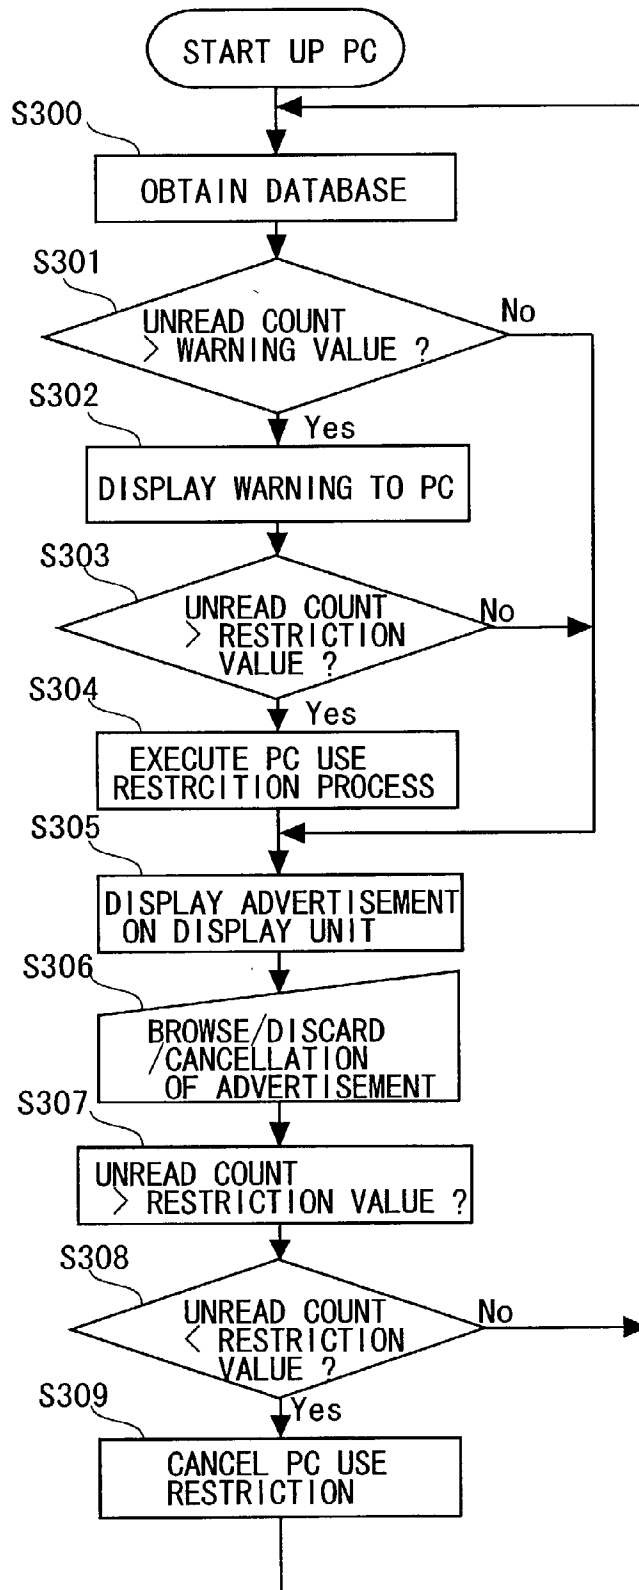 START UP PC
S300
OBTAIN DATABASE
S301
UNREAD COUNT
> WARNING VALUE ?
No
Yes
S302
DISPLAY WARNING TO PC
S303
UNREAD COUNT
> RESTRICTION
VALUE ?
No
Yes
S304
EXECUTE PC USE
RESTRCITION PROCESS
S305
DISPLAY ADVERTISEMENT
ON DISPLAY UNIT
S306
BROWSE/DISCARD
/CANCELLATION
OF ADVERTISEMENT
S307
UNREAD COUNT
> RESTRICTION VALUE ?
S308
UNREAD COUNT
< RESTRICTION
VALUE ?
No
Yes
S309
CANCEL PC USE
RESTRICTION